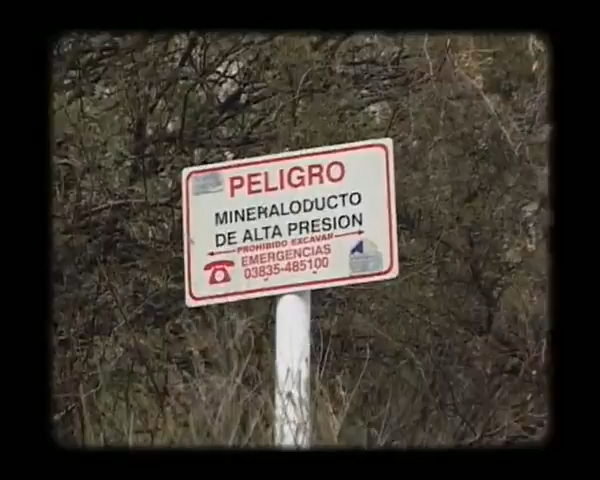 PELIGRO
MINERALODUCTO
DE ALTA PRESION
PROHIBIDO EXCAVAR
EMERGENCIAS
03835-485100